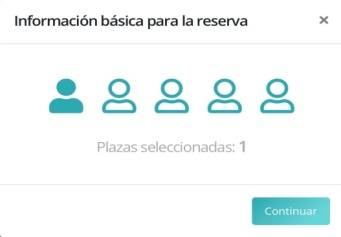 Información básica para la reserva ×
Plazas seleccionadas: 1
Continuar